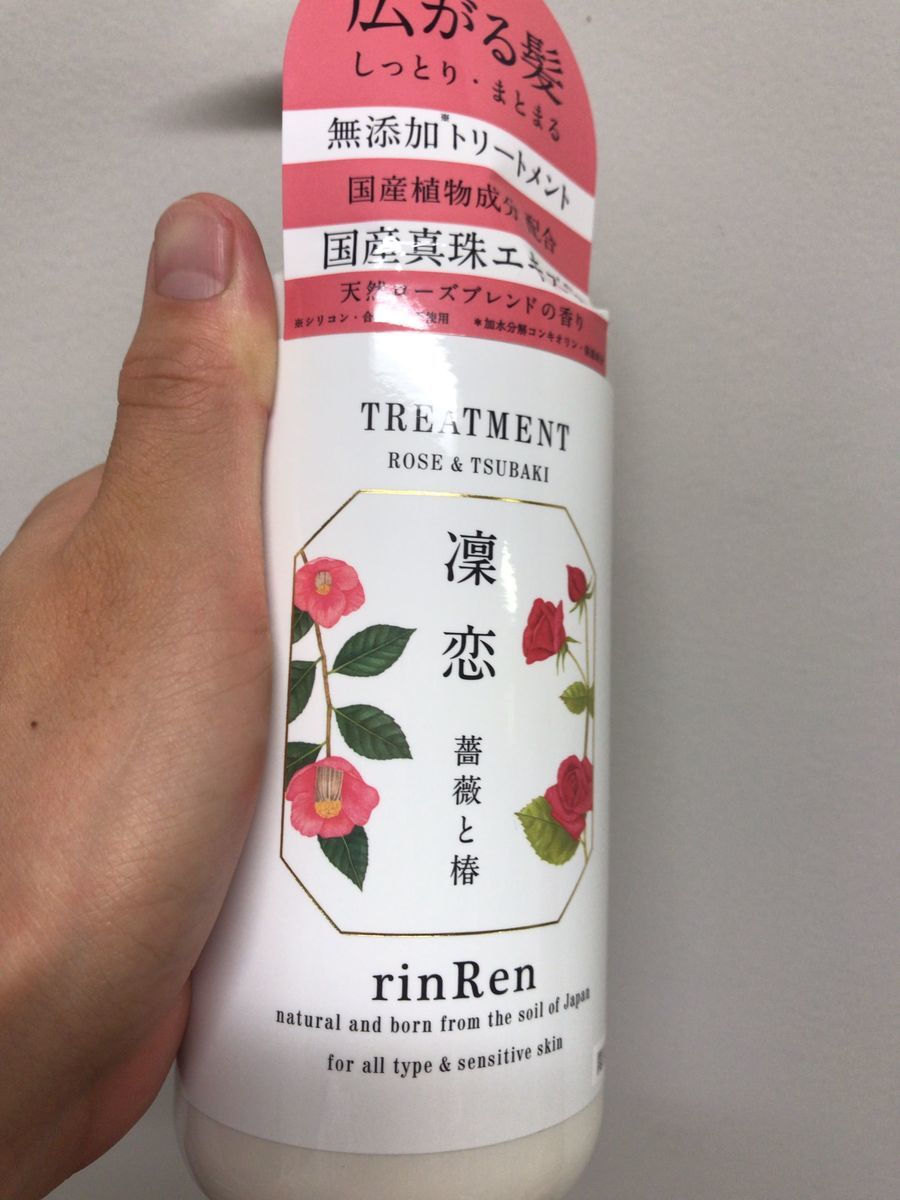 広がる髪
しっとり・まとまる
無添加※トリートメント
国産植物成分配合
国産真珠エキス
天然ローズブレンドの香り
※シリコン・合 使用 *加水分解コンキオリン・
TREATMENT
ROSE & TSUBAKI
凜恋
薔薇と椿
rinRen
natural and born from the soil of Japan
for all type & sensitive skin